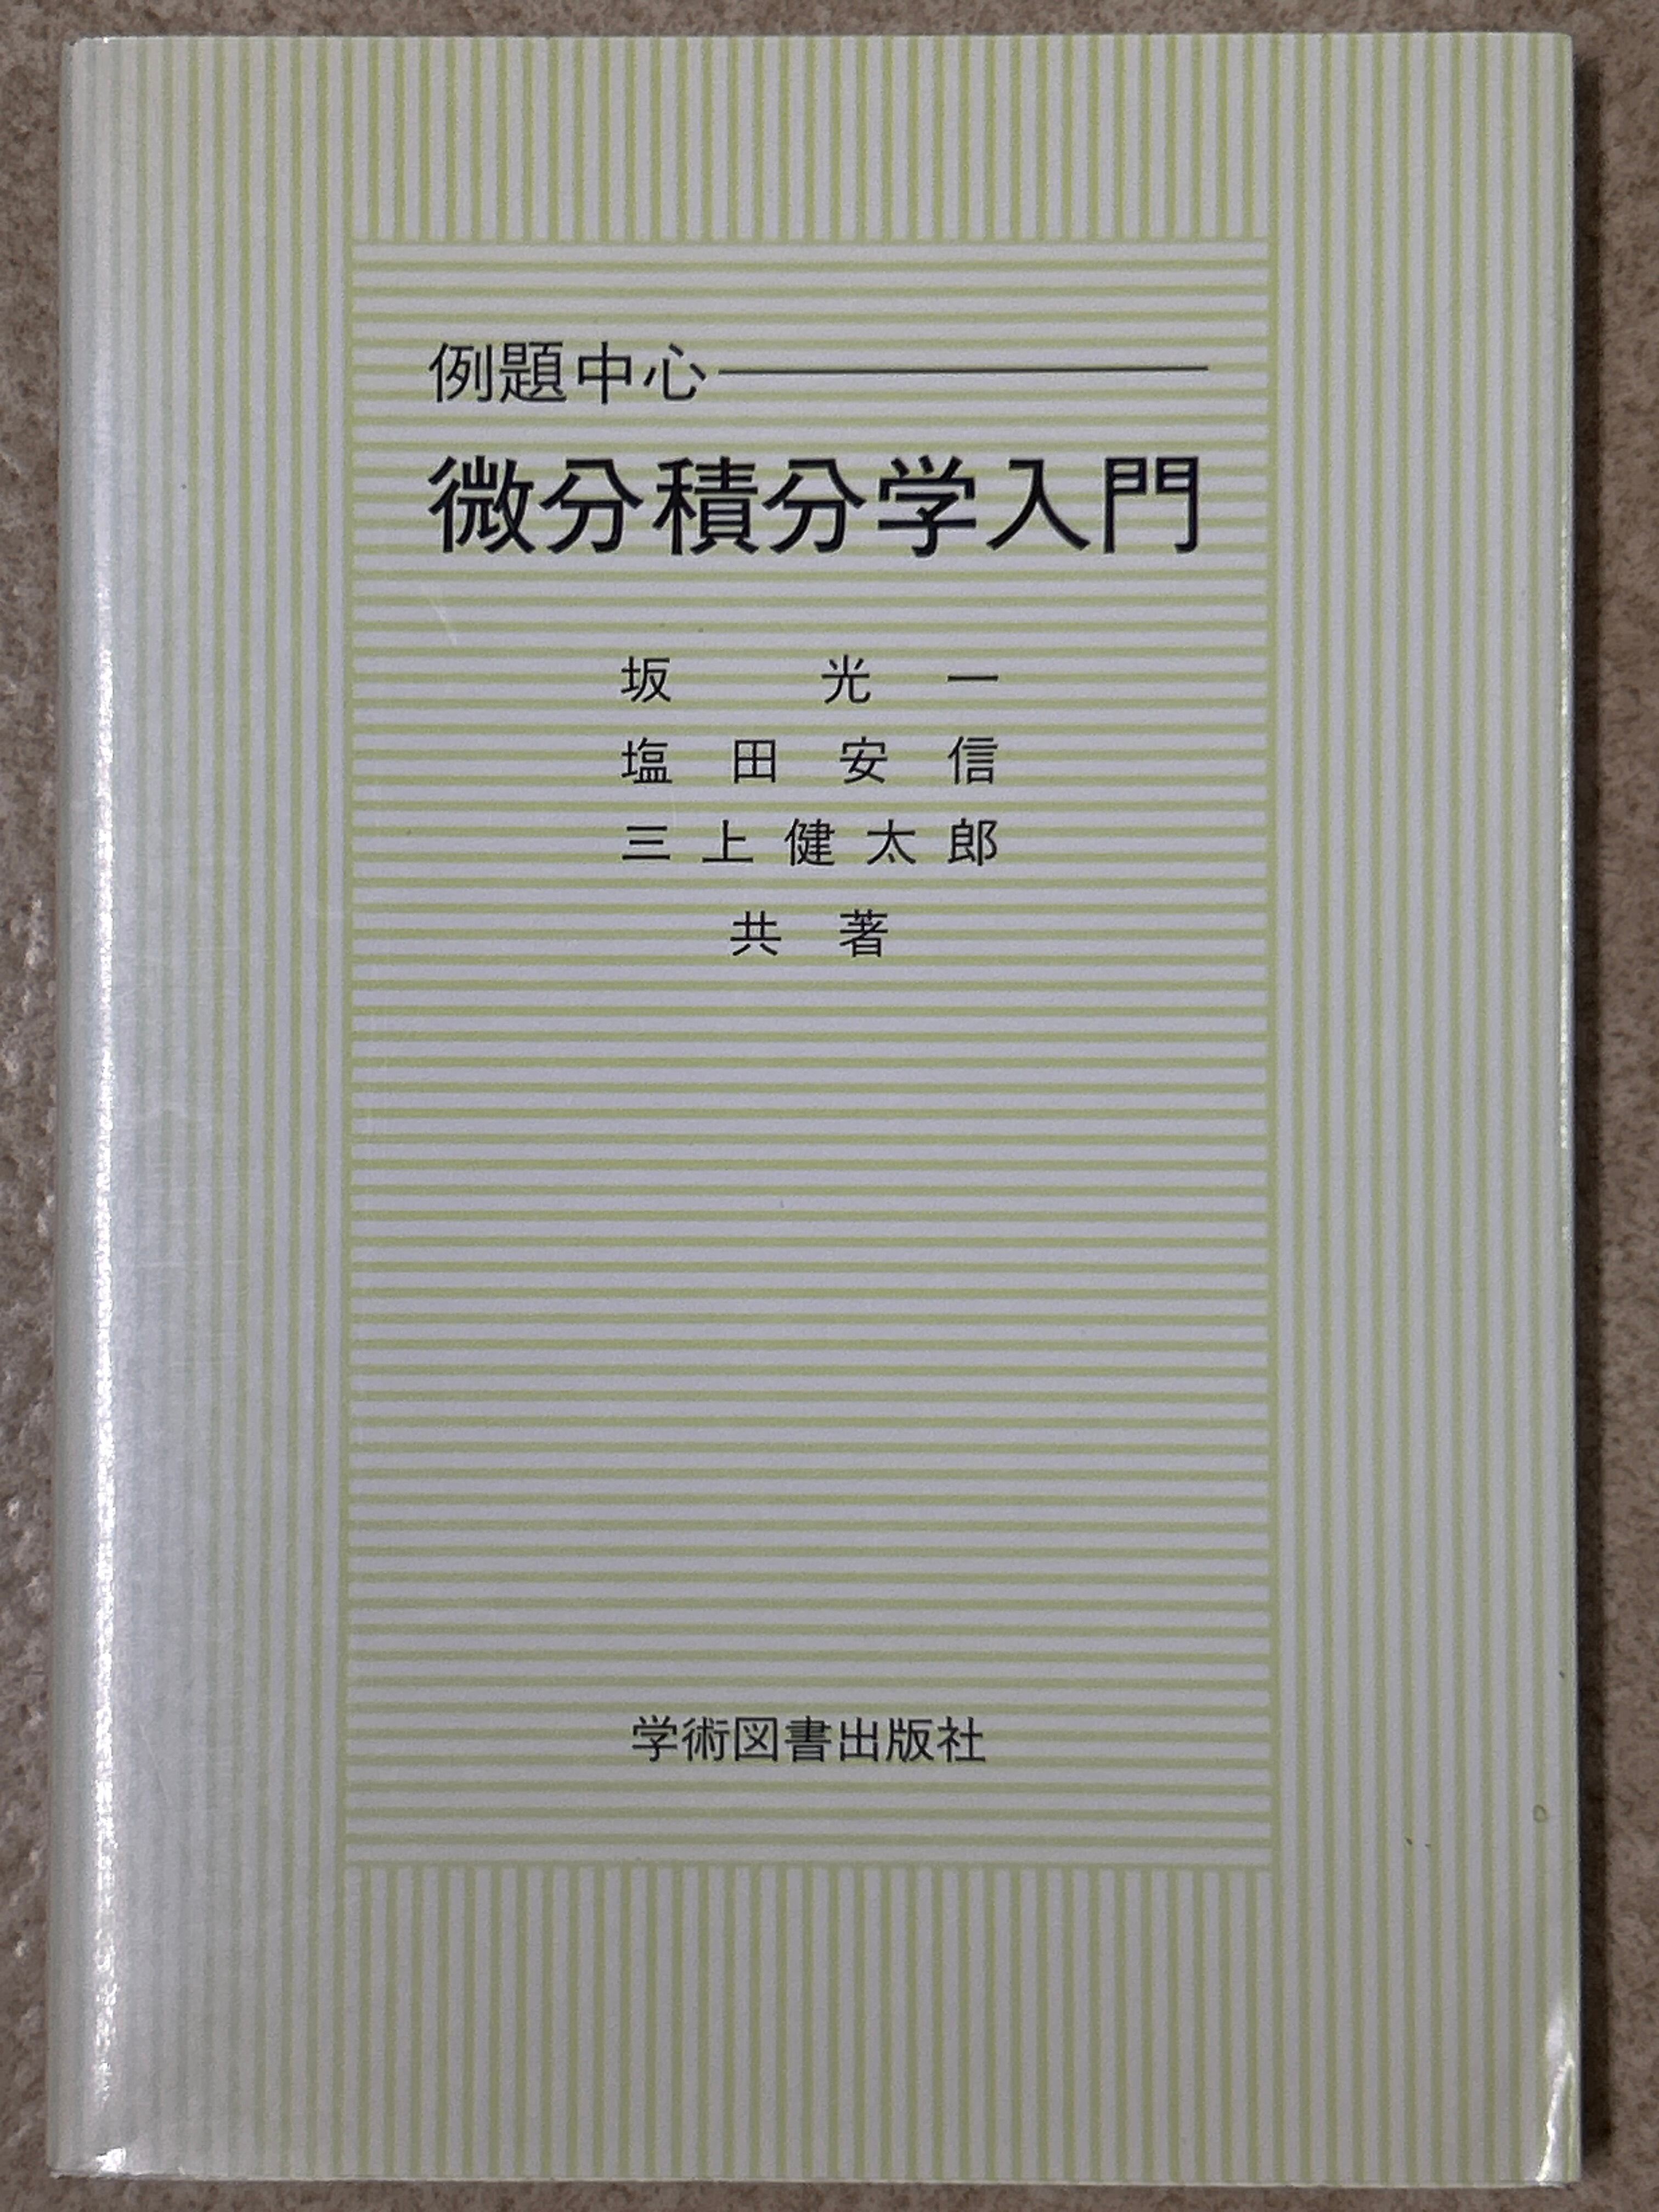 例題中心
微分積分学入門
坂 光一
塩田安信
三上健太郎
共著
学術図書出版社